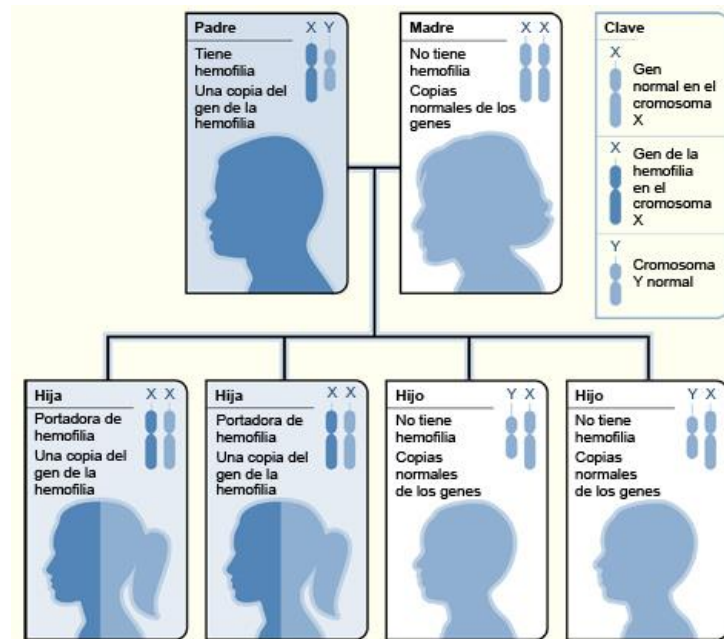 Padre X Y
Tiene
hemofilia
Una copia del
gen de la
hemofilia
Madre X X
No tiene
hemofilia
Copias
normales de los
genes
Clave
X
Gen
normal en el
cromosoma
X
X
Gen de la
hemofilia
en el
cromosoma
X
Y
Cromosoma
Y normal
Hija X X
Portadora de
hemofilia
Una copia del
gen de la
hemofilia
Hija X X
Portadora de
hemofilia
Una copia del
gen de la
hemofilia
Hijo Y X
No tiene
hemofilia
Copias
normales
de los genes
Hijo Y X
No tiene
hemofilia
Copias
normales
de los genes